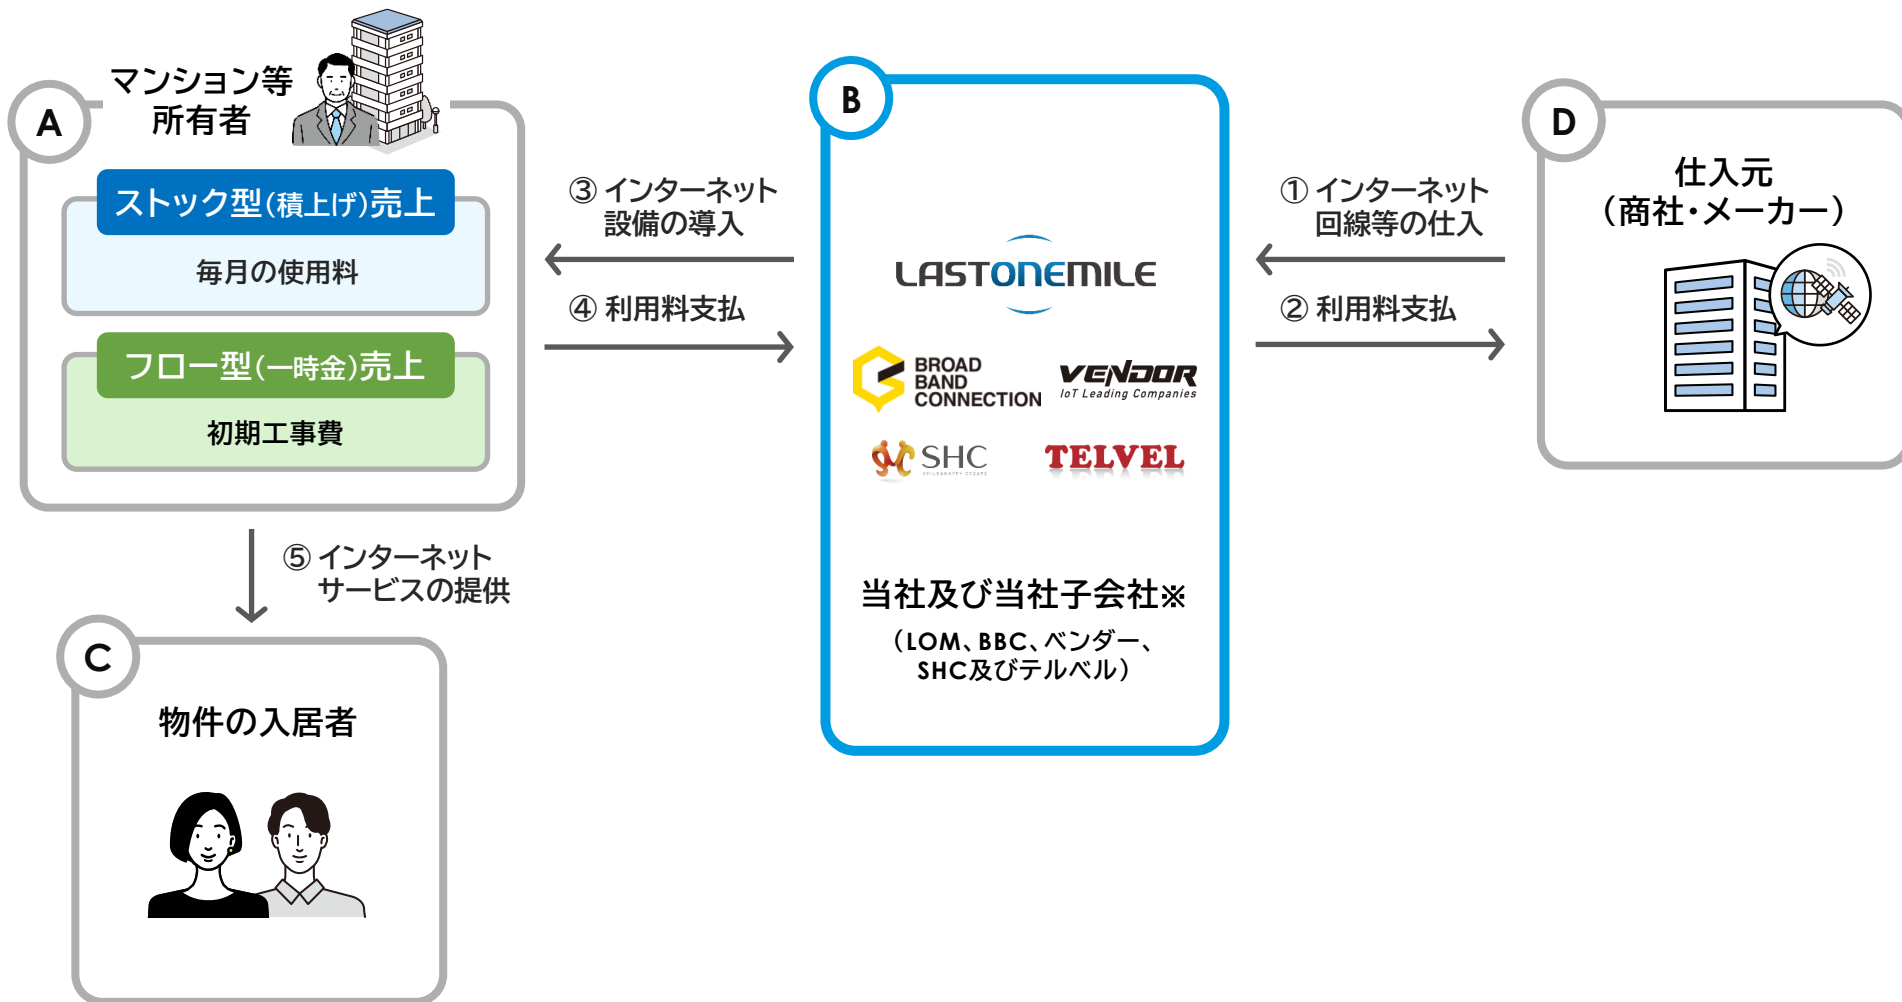 A
マンション等
所有者
ストック型(積上げ)売上
毎月の使用料
フロー型(一時金)売上
初期工事費
③ インターネット
設備の導入
④ 利用料支払
B
LASTONEMILE
BROAD
BAND
CONNECTION
VENDOR
IoT Leading Companies
SHC
TELVEL
当社及び当社子会社※
(LOM、BBC、ベンダー、
SHC及びテルベル)
① インターネット
回線等の仕入
② 利用料支払
D
仕入元
(商社・メーカー)
⑤ インターネット
サービスの提供
C
物件の入居者